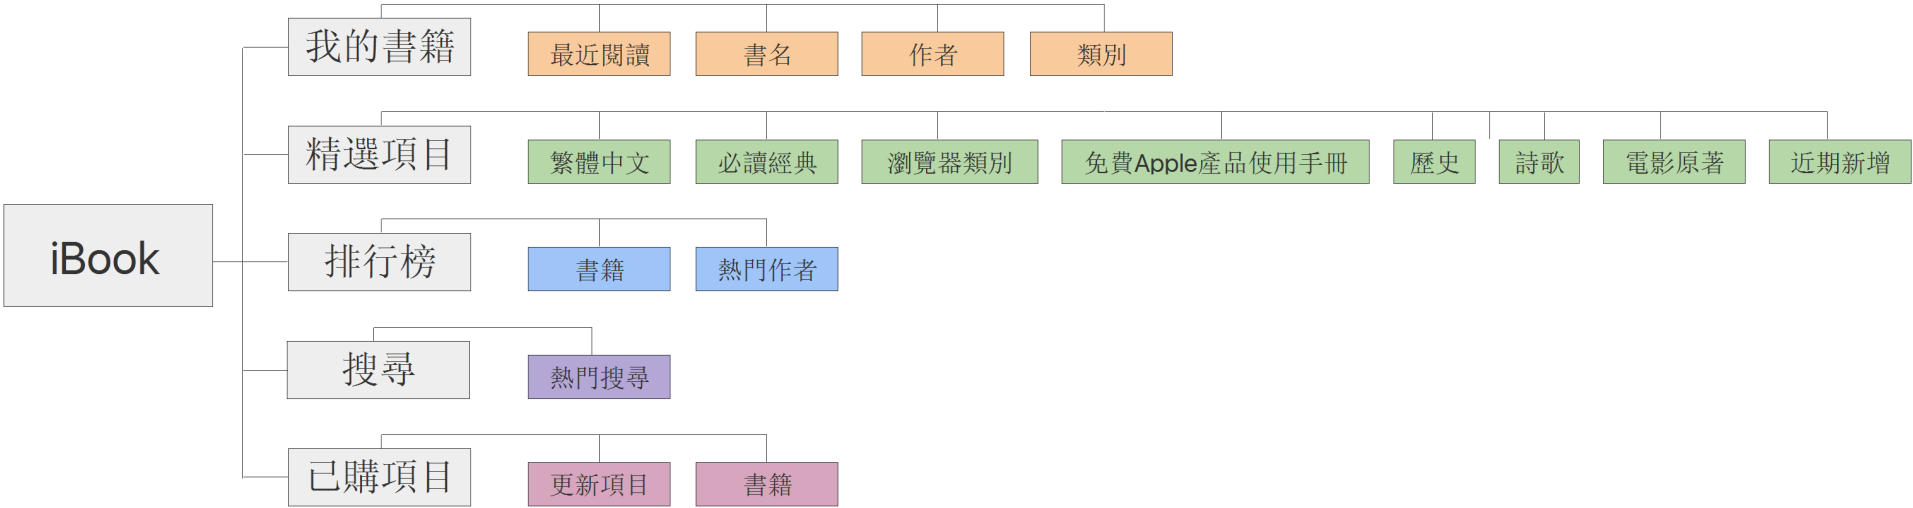 我的書籍
最近閱讀
書名
作者
類別
精選項目
繁體中文
必讀經典
瀏覽器類別
免費Apple產品使用手冊
歷史
詩歌
電影原著
近期新增
iBook
排行榜
書籍
熱門作者
搜尋
熱門搜尋
已購項目
更新項目
書籍